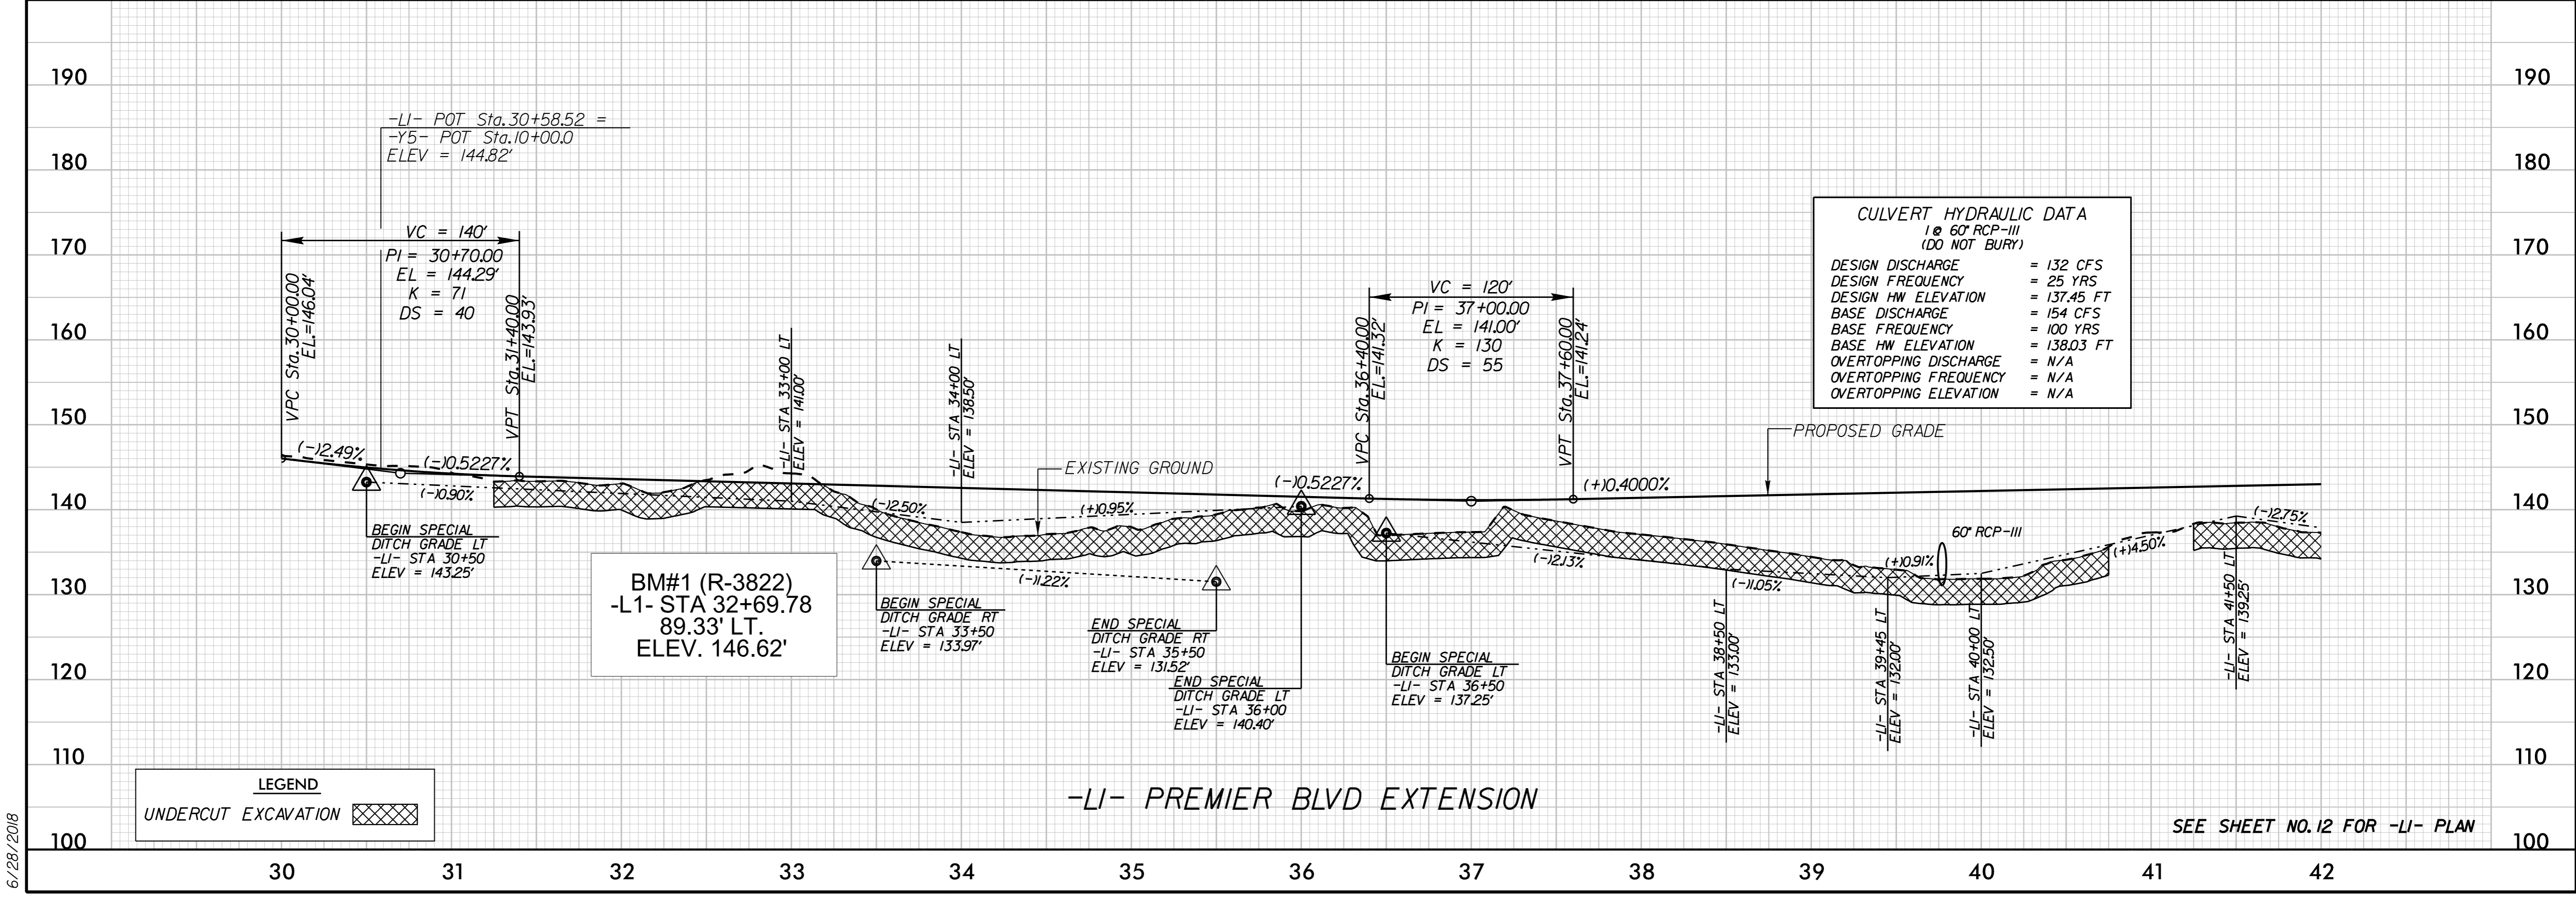 190
180
170
160
150
140
130
120
110
100
190
180
170
160
150
140
130
120
110
100
-L1- POT Sta.30+58.52 =
-Y5- POT Sta.10+00.0
ELEV = 144.82'
VC = 140'
PI = 30+70.00
EL = 144.29'
K = 71
DS = 40
VPC Sta.30+00.00
EL.=146.04'
VPT Sta.31+40.00
EL.=143.93'
(-)2.49%
(-)0.5227%
(-)0.90%
BEGIN SPECIAL
DITCH GRADE LT
-L1- STA 30+50
ELEV = 143.25'
BM#1 (R-3822)
-L1- STA 32+69.78
89.33' LT.
ELEV. 146.62'
-L1- STA 33+00 LT
ELEV = 141.00'
-L1- STA 34+00 LT
ELEV = 138.50'
(-)2.50%
(+)0.95%
EXISTING GROUND
(-)1.22%
BEGIN SPECIAL
DITCH GRADE RT
-L1- STA 33+50
ELEV = 133.97'
END SPECIAL
DITCH GRADE RT
-L1- STA 35+50
ELEV = 131.52'
END SPECIAL
DITCH GRADE LT
-L1- STA 36+00
ELEV = 140.40'
(-)0.5227%
VC = 120'
PI = 37+00.00
EL = 141.00'
K = 130
DS = 55
VPC Sta.36+40.00
EL.=141.32'
VPT Sta.37+60.00
EL.=141.24'
(+)0.4000%
BEGIN SPECIAL
DITCH GRADE LT
-L1- STA 36+50
ELEV = 137.25'
(-)2.13%
PROPOSED GRADE
CULVERT HYDRAULIC DATA
1 @ 60" RCP-III
(DO NOT BURY)
DESIGN DISCHARGE = 132 CFS
DESIGN FREQUENCY = 25 YRS
DESIGN HW ELEVATION = 137.45 FT
BASE DISCHARGE = 154 CFS
BASE FREQUENCY = 100 YRS
BASE HW ELEVATION = 138.03 FT
OVERTOPPING DISCHARGE = N/A
OVERTOPPING FREQUENCY = N/A
OVERTOPPING ELEVATION = N/A
-L1- STA 38+50 LT
ELEV = 133.00'
(-)1.05%
-L1- STA 39+45 LT
ELEV = 132.00'
(+)0.91%
60" RCP-III
-L1- STA 40+00 LT
ELEV = 132.50'
(+)4.50%
-L1- STA 41+50 LT
ELEV = 139.25'
(-)2.75%
LEGEND
UNDERCUT EXCAVATION
-L1- PREMIER BLVD EXTENSION
SEE SHEET NO. 12 FOR -L1- PLAN
30 31 32 33 34 35 36 37 38 39 40 41 42
6/28/2018